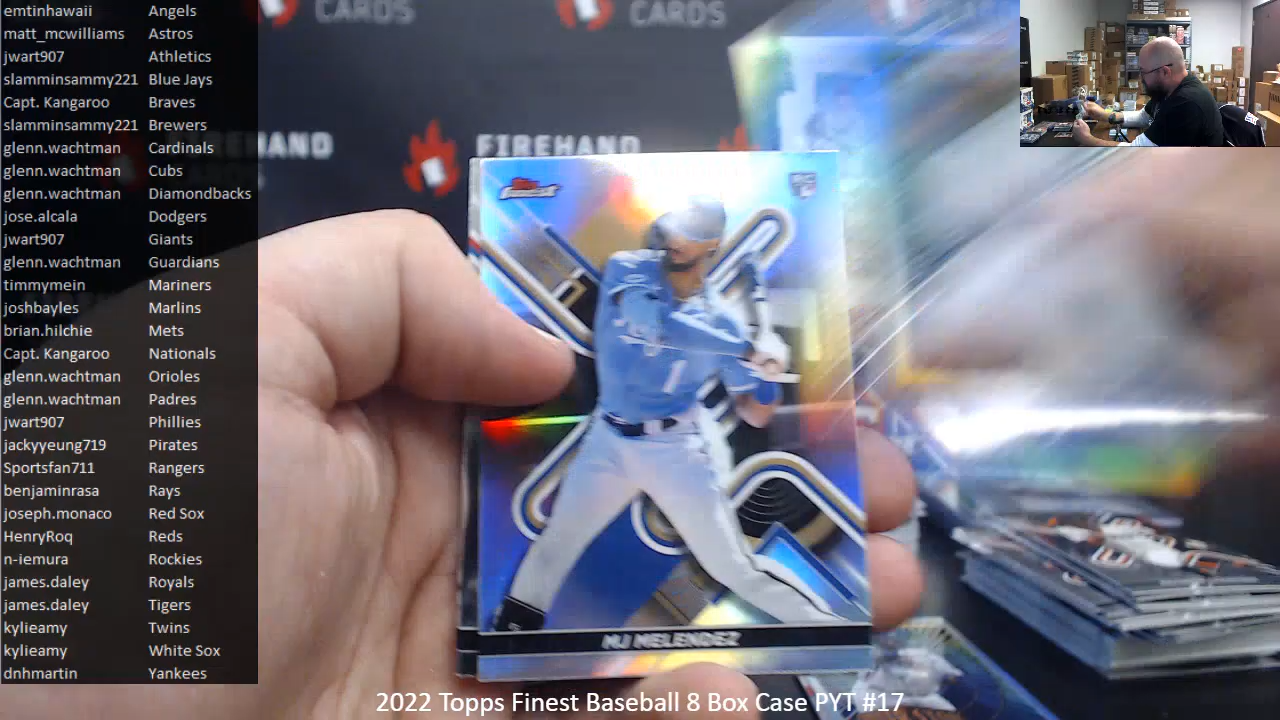 emtinhawaii Angels
matt_mcwilliams Astros
jwart907 Athletics
slamminsammy221 Blue Jays
Capt. Kangaroo Braves
slamminsammy221 Brewers
glenn.wachtman Cardinals
glenn.wachtman Cubs
glenn.wachtman Diamondbacks
jose.alcala Dodgers
jwart907 Giants
glenn.wachtman Guardians
timmymein Mariners
joshbayles Marlins
brian.hilchie Mets
Capt. Kangaroo Nationals
glenn.wachtman Orioles
glenn.wachtman Padres
jwart907 Phillies
jackyyeung719 Pirates
Sportsfan711 Rangers
benjaminrasa Rays
joseph.monaco Red Sox
HenryRoq Reds
n-iemura Rockies
james.daley Royals
james.daley Tigers
kylieamy Twins
kylieamy White Sox
dnhmartin Yankees
CARDS
CARDS
FIREHAND
FIREHAND
Finest
RC
1
MJ MELENDEZ
2022 Topps Finest Baseball 8 Box Case PYT #17